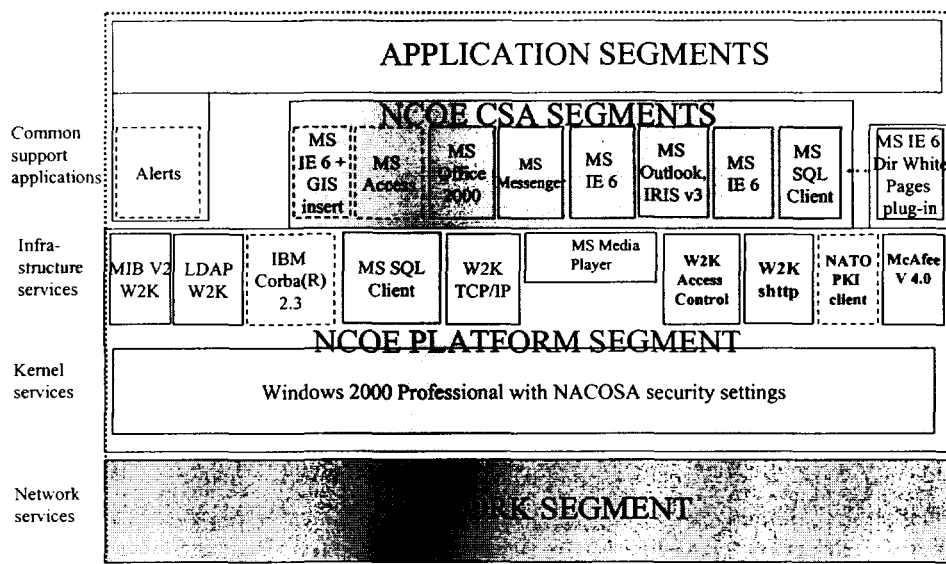 APPLICATION SEGMENTS
NCOE CSA SEGMENTS
Common
support
applications
Alerts
MS
IE 6 +
GIS
insert
MS
Access
MS
Office
2000
MS
Messenger
MS
IE 6
MS
Outlook,
IRIS v3
MS
IE 6
MS
SQL
Client
MS IE 6
Dir White
Pages
plug-in
Infra-
structure
services
MIB V2
W2K
LDAP
W2K
IBM
Corba(R)
2.3
MS SQL
Client
W2K
TCP/IP
MS Media
Player
W2K
Access
Control
W2K
shttp
NATO
PKI
client
McAfee
V 4.0
NCOE PLATFORM SEGMENT
Kernel
services
Windows 2000 Professional with NACOSA security settings
Network
services
SEGMENT